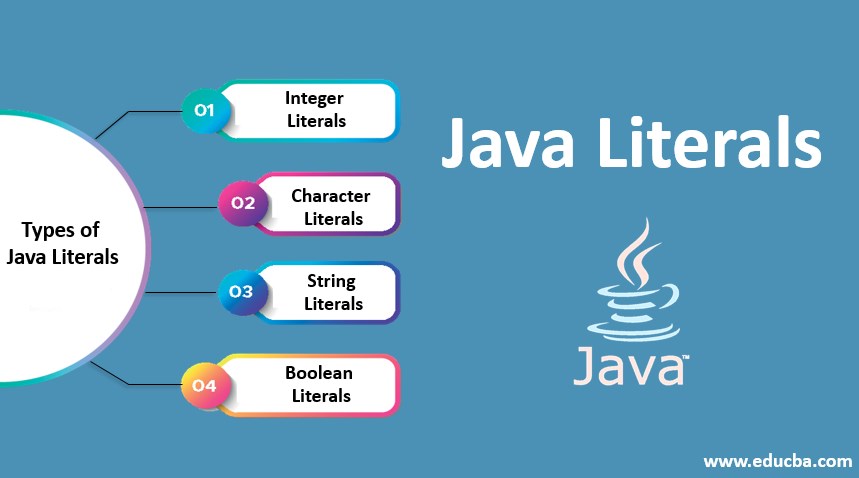 Java Literals
Types of
Java Literals
01
Integer
Literals
02
Character
Literals
03
String
Literals
04
Boolean
Literals
Java™
www.educba.com